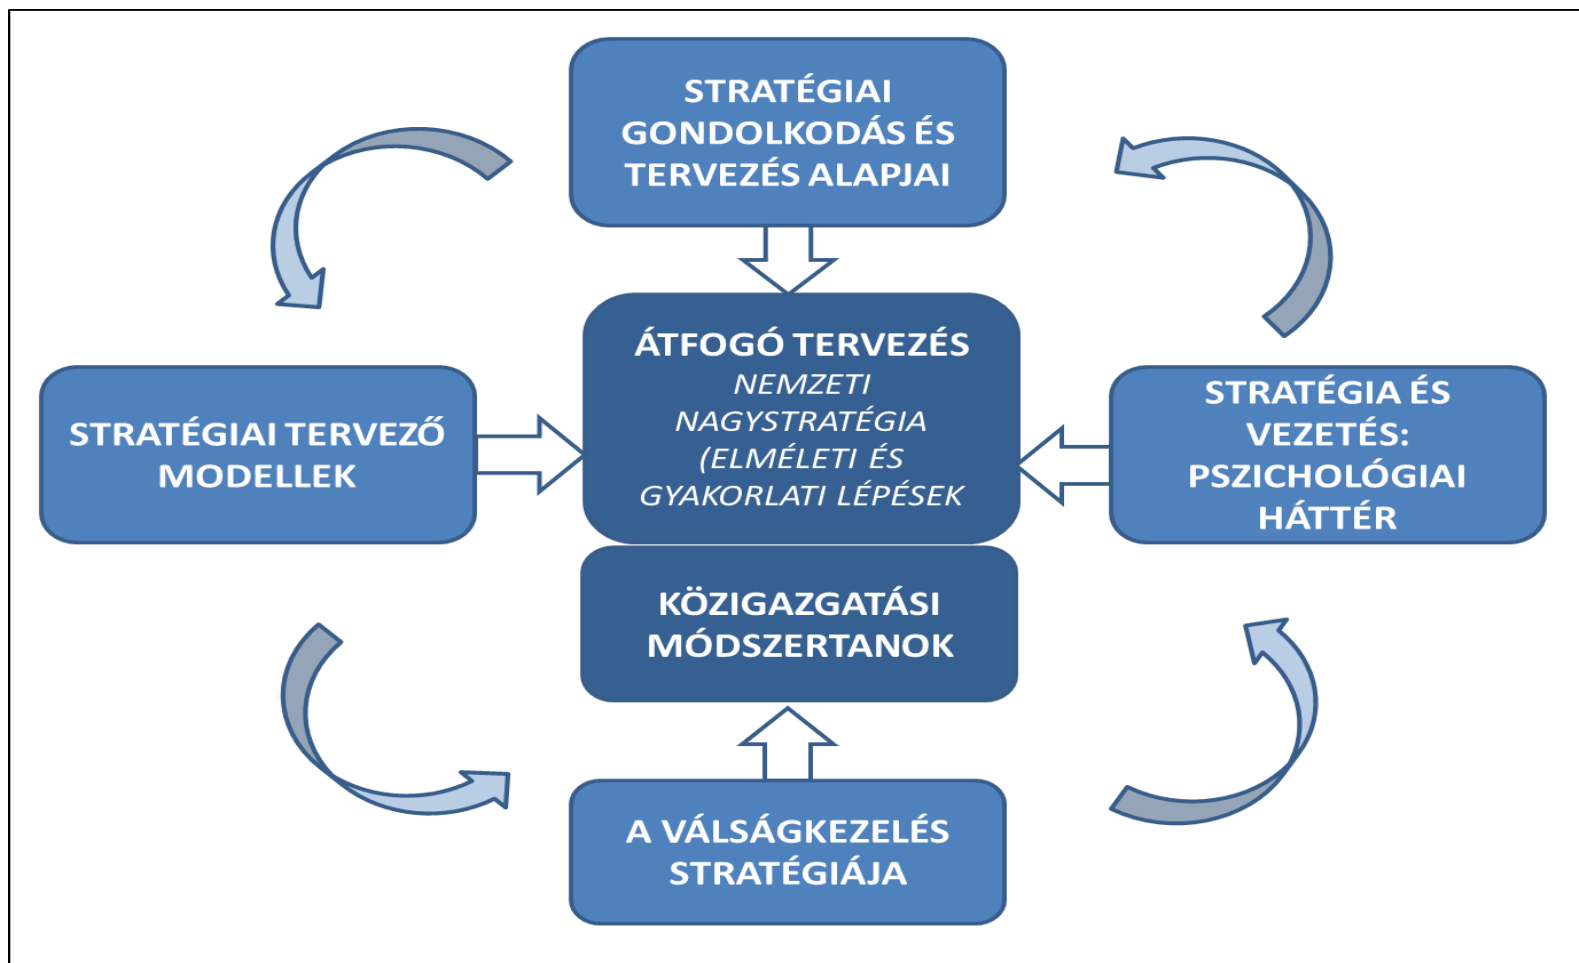 STRATÉGIAI
GONDOLKODÁS ÉS
TERVEZÉS ALAPJAI
ÁTFOGÓ TERVEZÉS
NEMZETI
NAGYSTRATÉGIA
(ELMÉLETI ÉS
GYAKORLATI LÉPÉSEK
STRATÉGIAI TERVEZŐ
MODELLEK
STRATÉGIA ÉS
VEZETÉS:
PSZICHOLÓGIAI
HÁTTÉR
KÖZIGAZGATÁSI
MÓDSZERTANOK
A VÁLSÁGKEZELÉS
STRATÉGIÁJA